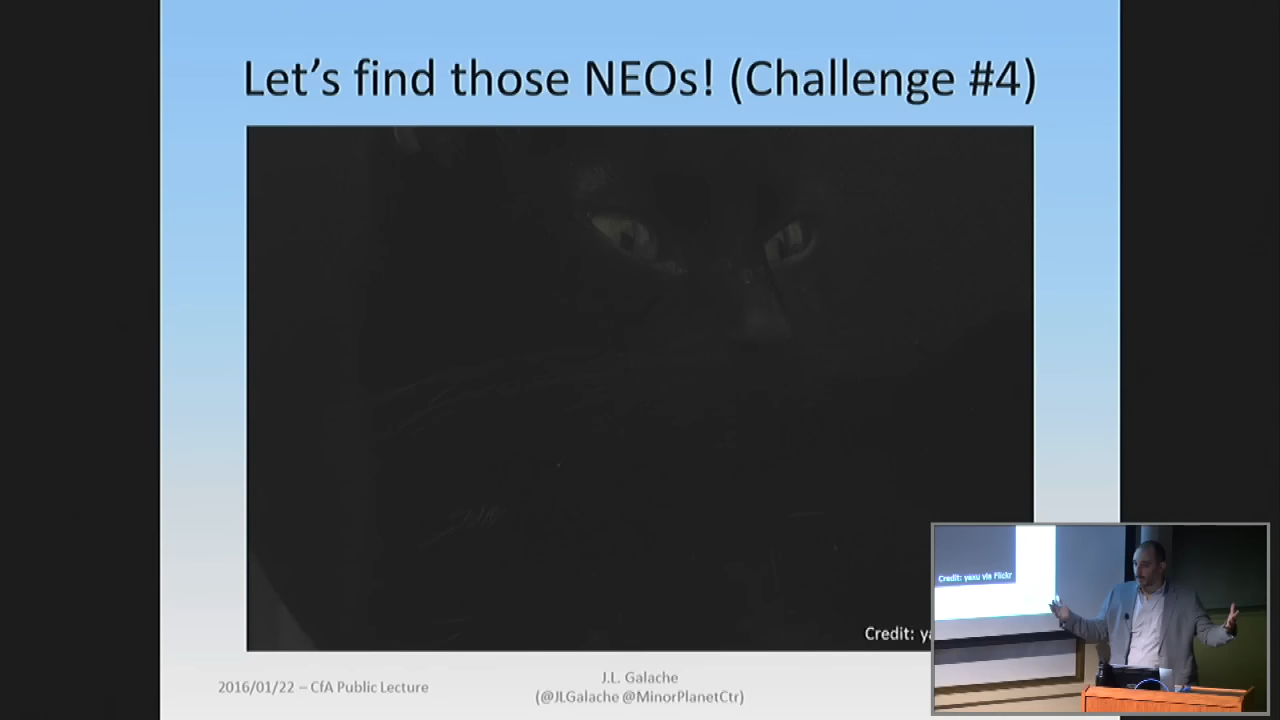 Let's find those NEOs! (Challenge #4)
Credit:
Credit: yaxu via Flickr
2016/01/22 – CfA Public Lecture
J.L. Galache
(@JLGalache @MinorPlanetCtr)